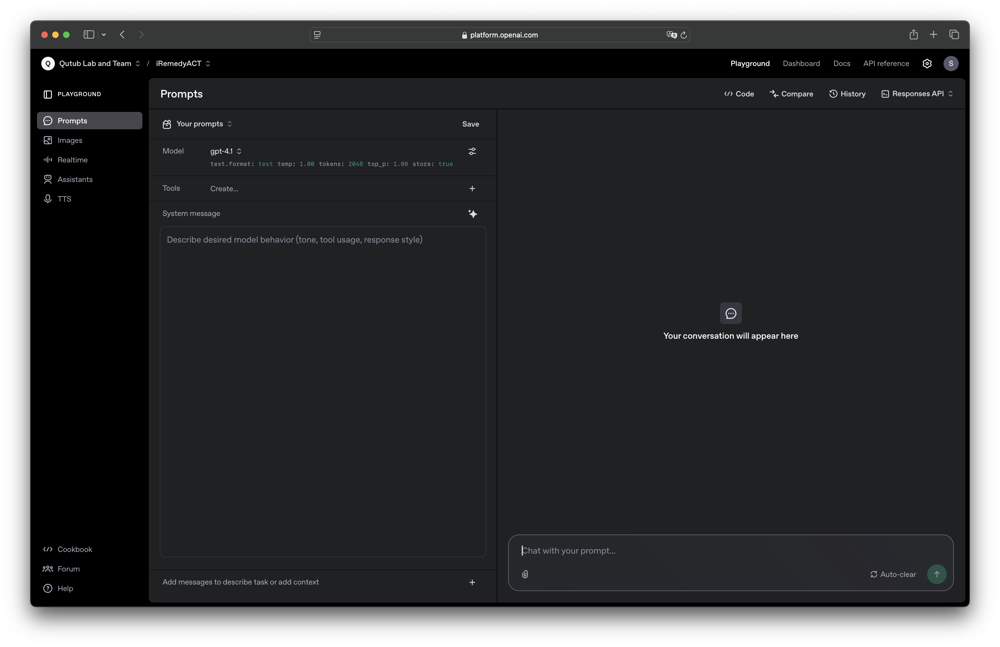 platform.openai.com
Q Qutub Lab and Team / iRemedyACT
Playground Dashboard Docs API reference S
PLAYGROUND
Prompts
Images
Realtime
Assistants
TTS
Cookbook
Forum
Help
Prompts
Code Compare History Responses API
Your prompts Save
Model gpt-4.1
text.format: text temp: 1.00 tokens: 2048 top_p: 1.00 store: true
Tools Create...
System message
Describe desired model behavior (tone, tool usage, response style)
Add messages to describe task or add context
Your conversation will appear here
Chat with your prompt...
Auto-clear